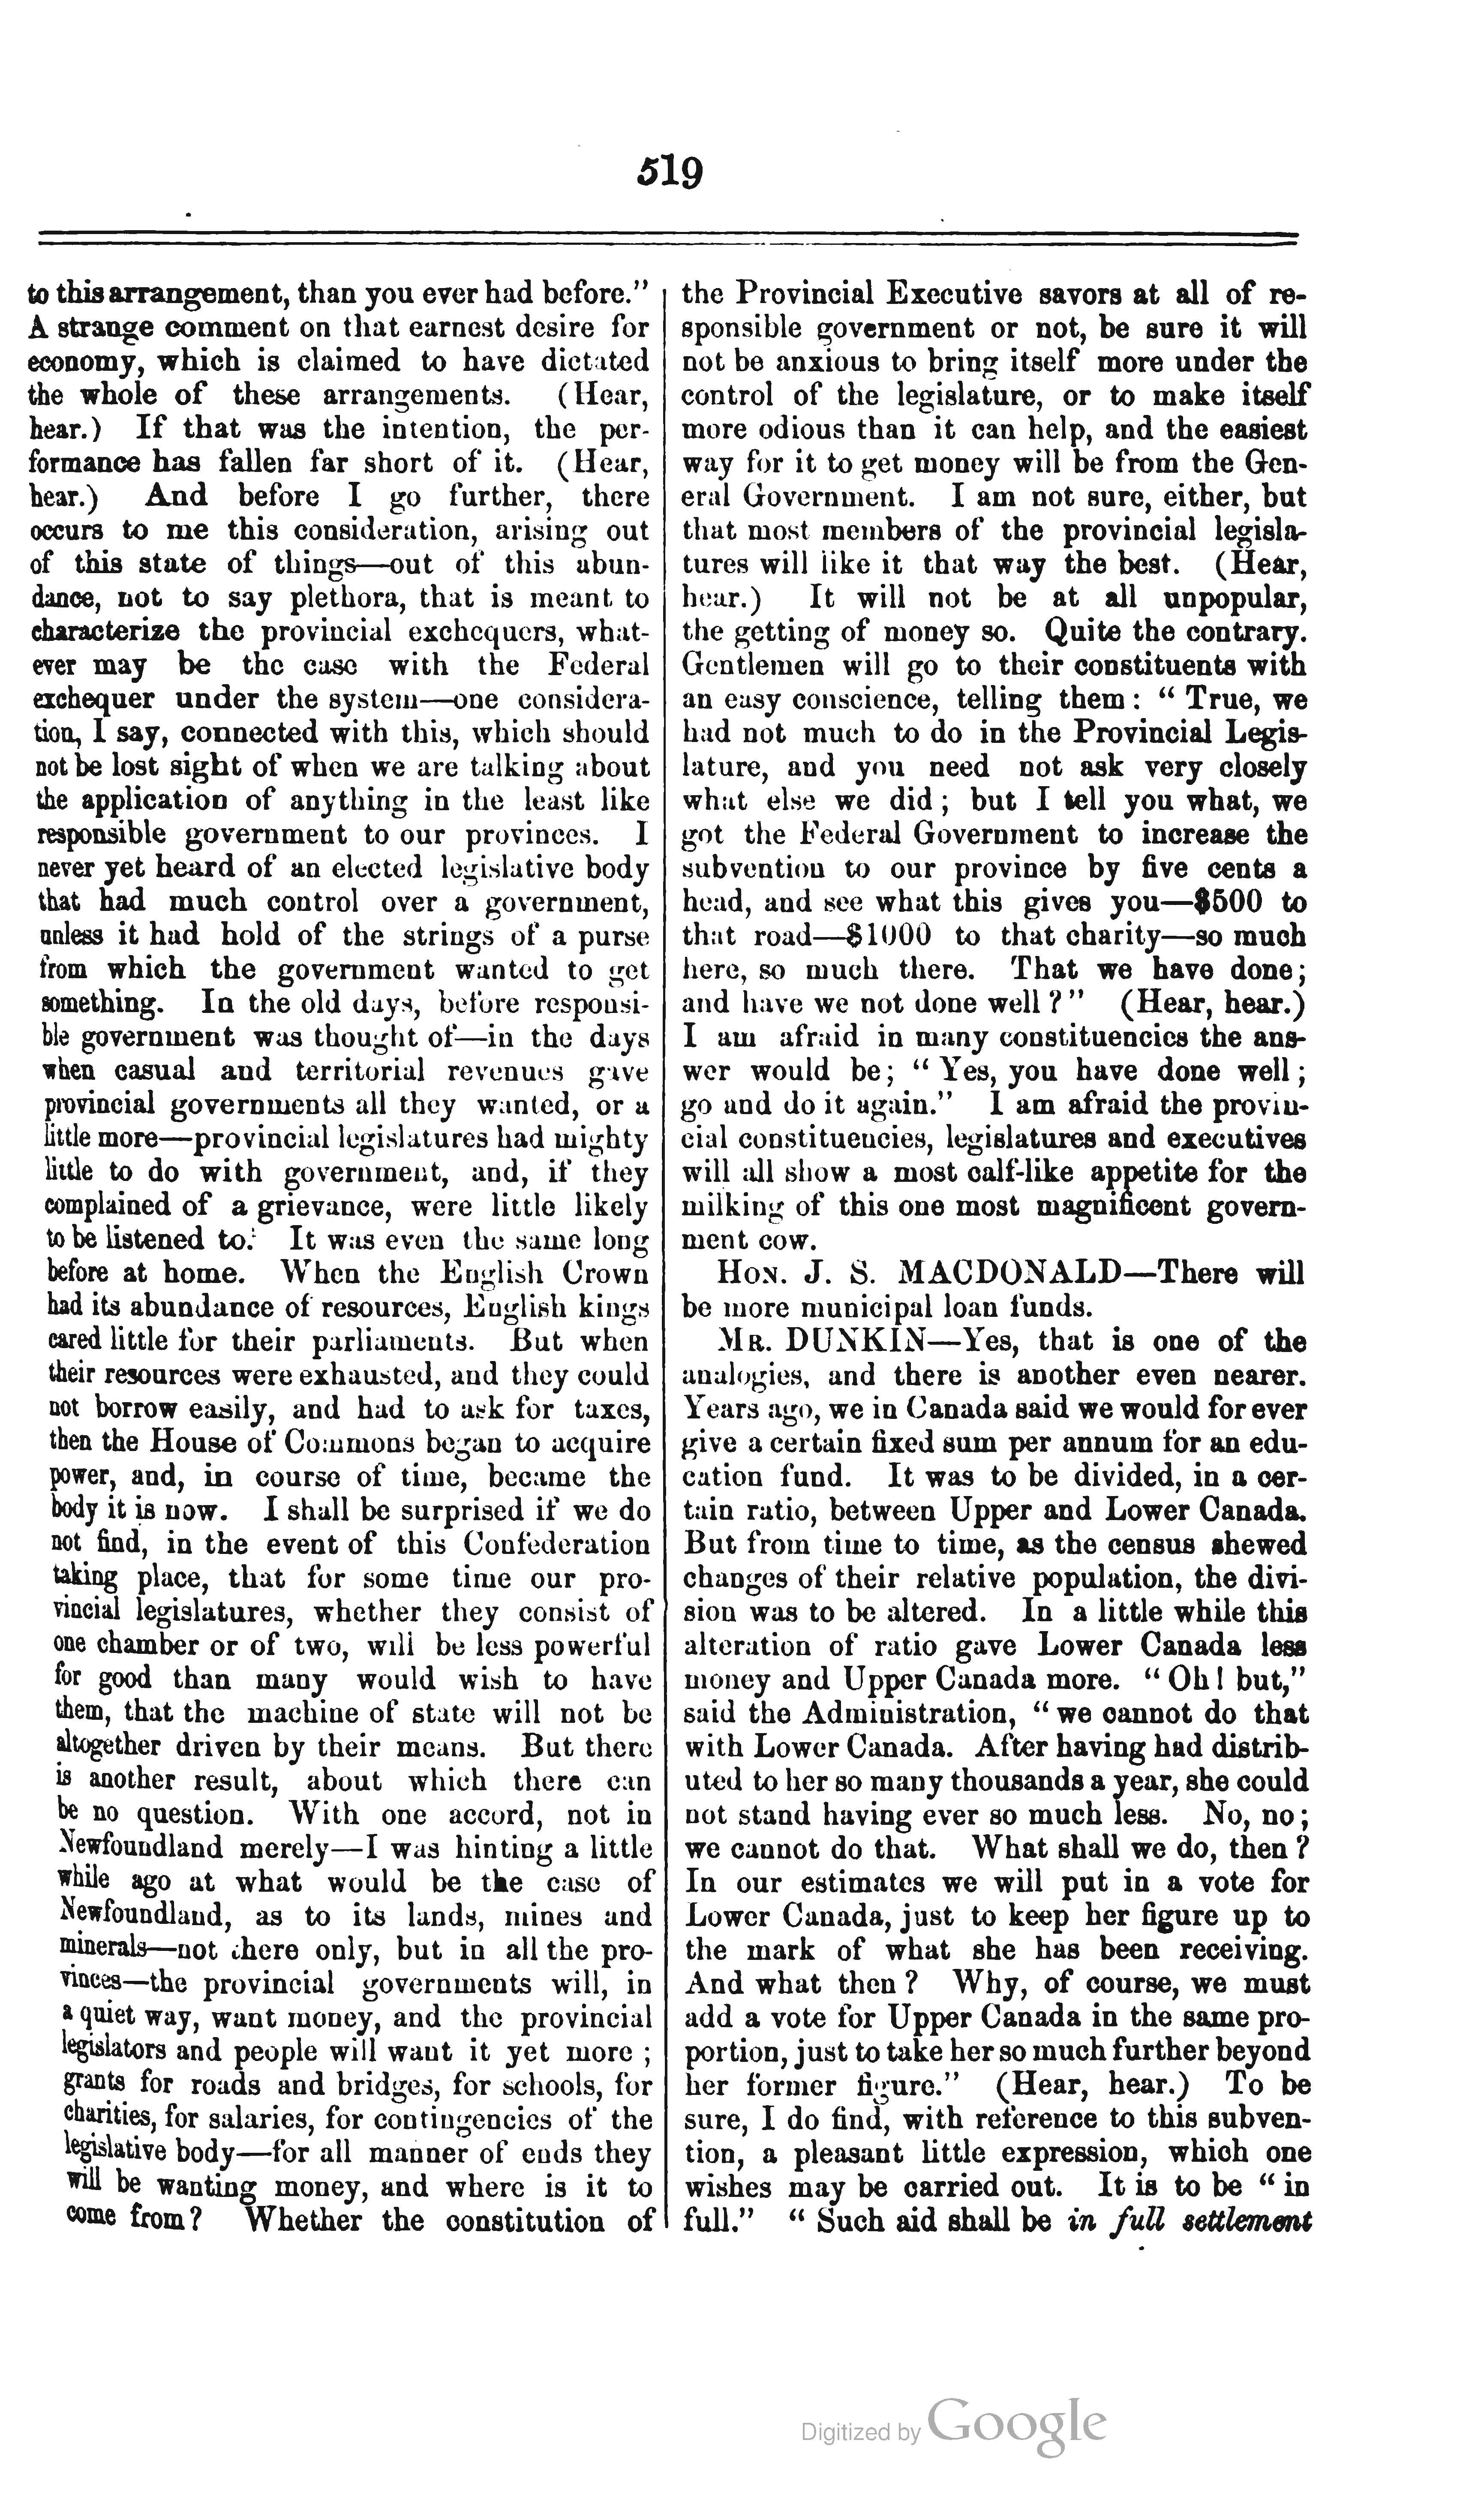 519
to this arrangement, than you ever had before."
A strange comment on that earnest desire for
economy, which is claimed to have dictated
the whole of these arrangements. (Hear,
hear.) If that was the intention, the per-
formance has fallen far short of it. (Hear,
hear.) And before I go further, there
occurs to me this consideration, arising out
of this state of things—out of this abun-
dance, not to say plethora, that is meant to
characterize the provincial exchequers, what-
ever may be the case with the Federal
exchequer under the system—one considera-
tion, I say, connected with this, which should
not be lost sight of when we are talking about
the application of anything in the least like
responsible government to our provinces. I
never yet heard of an elected legislative body
that had much control over a government,
unless it had hold of the strings of a purse
from which the government wanted to get
something. In the old days, before responsi-
ble government was thought of—in the days
when casual and territorial revenues gave
provincial governments all they wanted, or a
little more—provincial legislatures had mighty
little to do with government, and, if they
complained of a grievance, were little likely
to be listened to. It was even the same long
before at home. When the English Crown
had its abundance of resources, English kings
cared little for their parliaments. But when
their resources were exhausted, and they could
not borrow easily, and had to ask for taxes,
then the House of Commons began to acquire
power, and, in course of time, became the
body it is now. I shall be surprised if we do
not find, in the event of this Confederation
taking place, that for some time our pro-
vincial legislatures, whether they consist of
one chamber or of two, will be less powerful
for good than many would wish to have
them, that the machine of state will not be
altogether driven by their means. But there
is another result, about which there can
be no question. With one accord, not in
Newfoundland merely—I was hinting a little
while ago at what would be the case of
Newfoundland, as to its lands, mines and
minerals—not there only, but in all the pro-
vinces—the provincial governments will, in
a quiet way, want money, and the provincial
legislators and people will want it yet more ;
grants for roads and bridges, for schools, for
charities, for salaries, for contingencies of the
legislative body—for all manner of ends they
will be wanting money, and where is it to
come from? Whether the constitution of
the Provincial Executive savors at all of re-
sponsible government or not, be sure it will
not be anxious to bring itself more under the
control of the legislature, or to make itself
more odious than it can help, and the easiest
way for it to get money will be from the Gen-
eral Government. I am not sure, either, but
that most members of the provincial legisla-
tures will like it that way the best. (Hear,
hear.) It will not be at all unpopular,
the getting of money so. Quite the contrary.
Gentlemen will go to their constituents with
an easy conscience, telling them : " True, we
had not much to do in the Provincial Legis-
lature, and you need not ask very closely
what else we did ; but I tell you what, we
got the Federal Government to increase the
subvention to our province by five cents a
head, and see what this gives you—$500 to
that road—$1000 to that charity—so much
here, so much there. That we have done;
and have we not done well ?" (Hear, hear.)
I am afraid in many constituencies the ans-
wer would be; " Yes, you have done well ;
go and do it again." I am afraid the provin-
cial constituencies, legislatures and executives
will all show a most calf-like appetite for the
milking of this one most magnificent govern-
ment cow.
HON. J. S. MACDONALD—There will
be more municipal loan funds.
MR. DUNKIN—Yes, that is one of the
analogies, and there is another even nearer.
Years ago, we in Canada said we would for ever
give a certain fixed sum per annum for an edu-
cation fund. It was to be divided, in a cer-
tain ratio, between Upper and Lower Canada.
But from time to time, as the census shewed
changes of their relative population, the divi-
sion was to be altered. In a little while this
alteration of ratio gave Lower Canada less
money and Upper Canada more. " Oh ! but,"
said the Administration, " we cannot do that
with Lower Canada. After having had distrib-
uted to her so many thousands a year, she could
not stand having ever so much less. No, no ;
we cannot do that. What shall we do, then ?
In our estimates we will put in a vote for
Lower Canada, just to keep her figure up to
the mark of what she has been receiving.
And what then ? Why, of course, we must
add a vote for Upper Canada in the same pro-
portion, just to take her so much further beyond
her former figure." (Hear, hear.) To be
sure, I do find, with reference to this subven-
tion, a pleasant little expression, which one
wishes may be carried out. It is to be " in
full." " Such aid shall be in full settlement
Digitized by Google